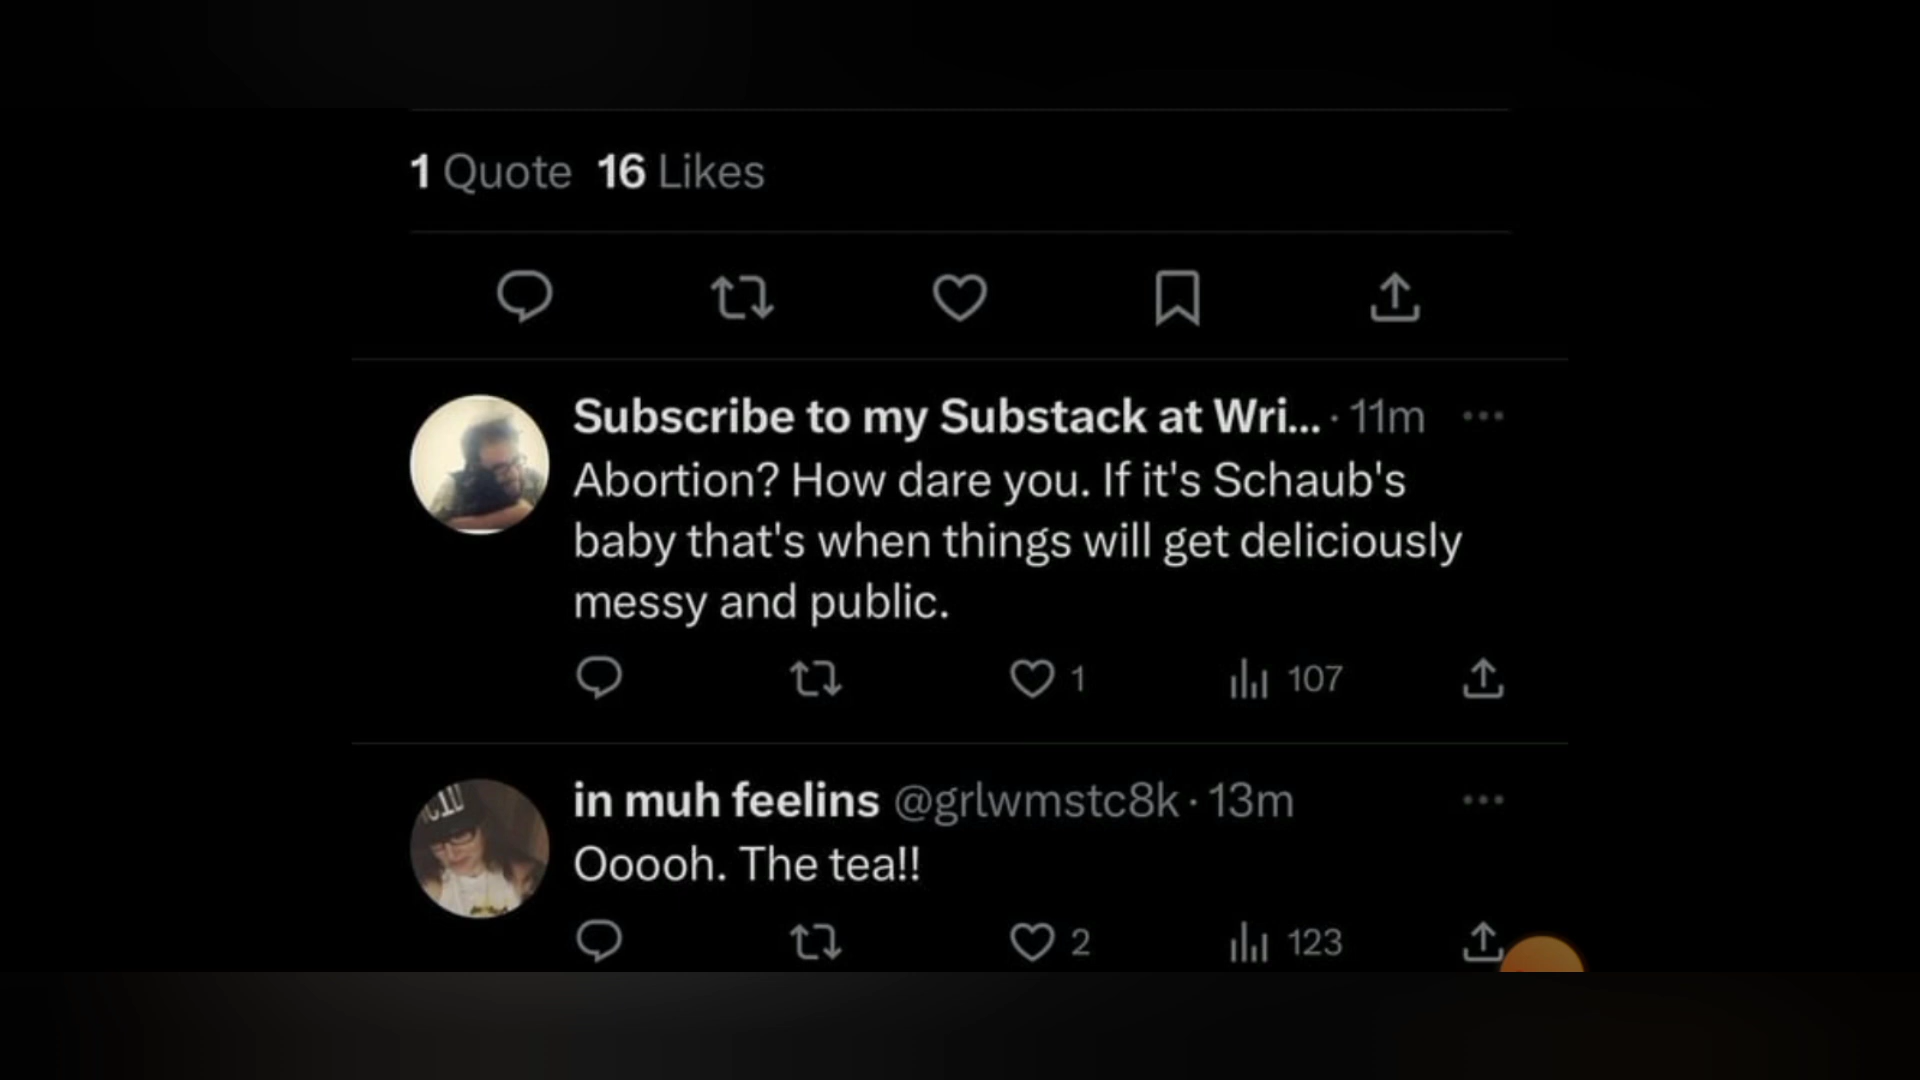 1 Quote 16 Likes
Subscribe to my Substack at Wri... · 11m
Abortion? How dare you. If it's Schaub's
baby that's when things will get deliciously
messy and public.
1 107
in muh feelins @grlwmstc8k · 13m
Ooooh. The tea!!
2 123